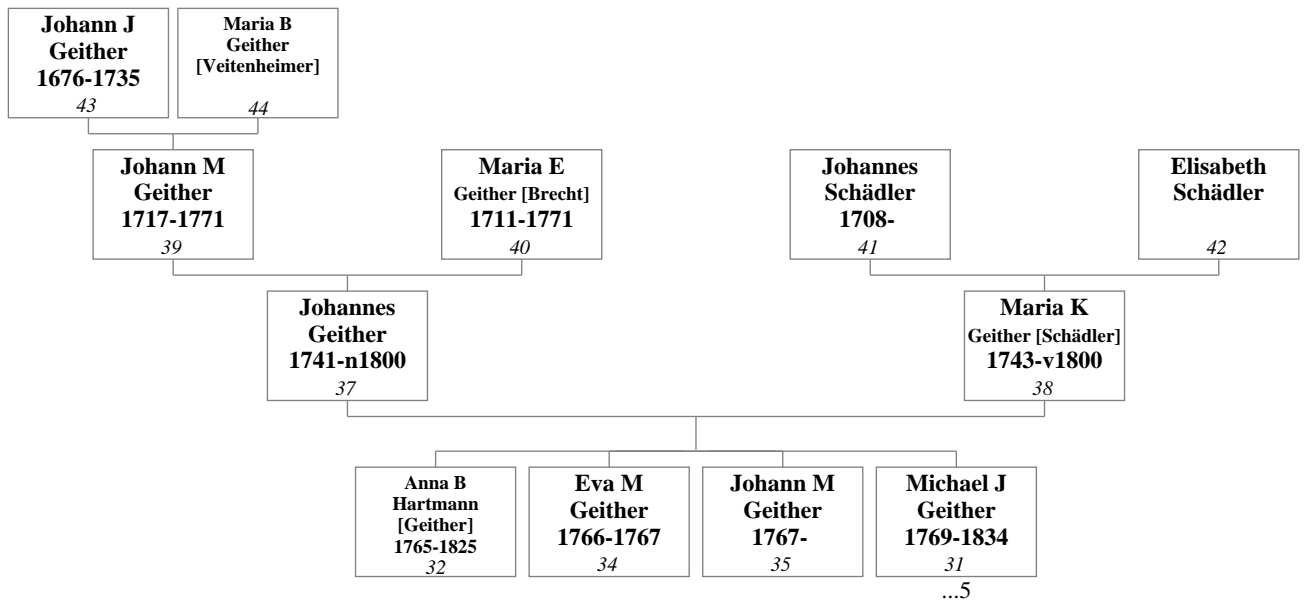 Johann J
Geither
1676-1735
43
Maria B
Geither
[Veitenheimer]
44
Johann M
Geither
1717-1771
39
Maria E
Geither [Brecht]
1711-1771
40
Johannes
Schädler
1708-
41
Elisabeth
Schädler
42
Johannes
Geither
1741-n1800
37
Maria K
Geither [Schädler]
1743-v1800
38
Anna B
Hartmann
[Geither]
1765-1825
32
Eva M
Geither
1766-1767
34
Johann M
Geither
1767-
35
Michael J
Geither
1769-1834
31
...5